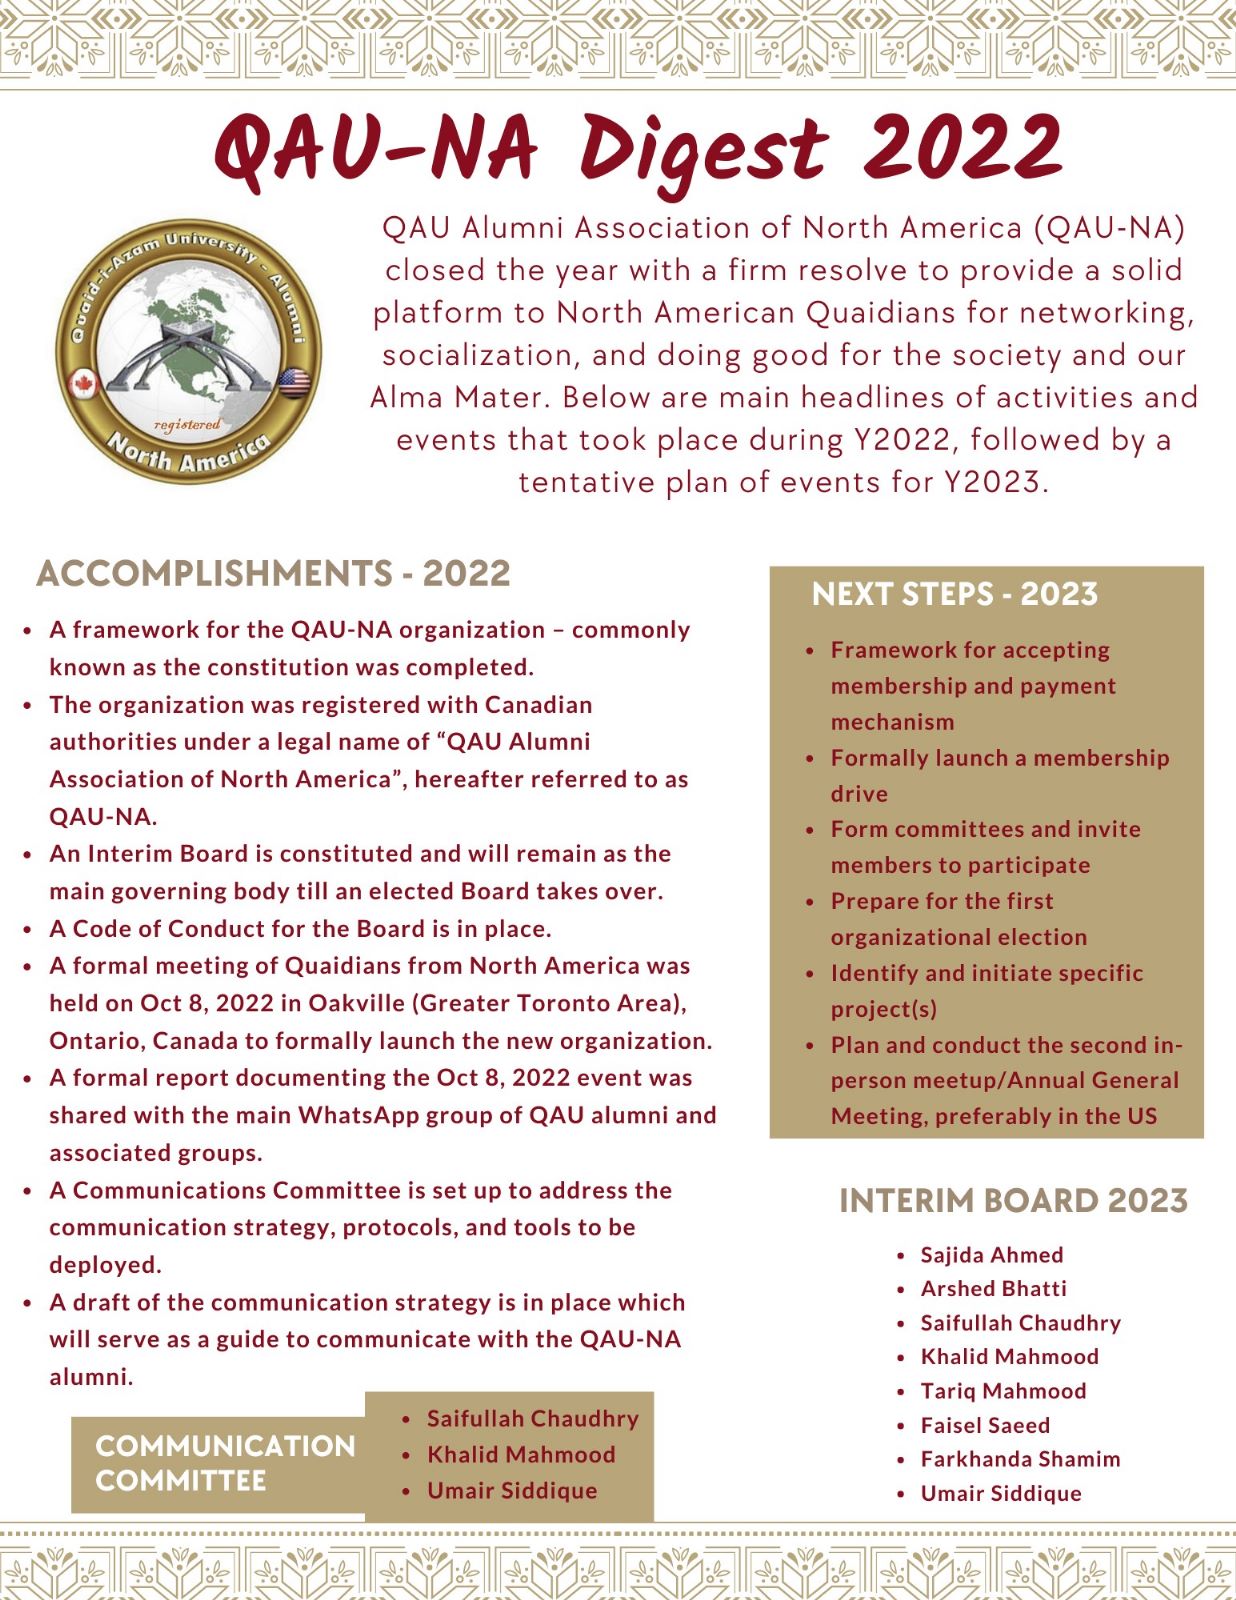 QAU-NA Digest 2022
Quaid-i-Azam University - Alumni
registered
North America
QAU Alumni Association of North America (QAU-NA)
closed the year with a firm resolve to provide a solid
platform to North American Quaidians for networking,
socialization, and doing good for the society and our
Alma Mater. Below are main headlines of activities and
events that took place during Y2022, followed by a
tentative plan of events for Y2023.
ACCOMPLISHMENTS - 2022
• A framework for the QAU-NA organization – commonly
known as the constitution was completed.
• The organization was registered with Canadian
authorities under a legal name of “QAU Alumni
Association of North America”, hereafter referred to as
QAU-NA.
• An Interim Board is constituted and will remain as the
main governing body till an elected Board takes over.
• A Code of Conduct for the Board is in place.
• A formal meeting of Quaidians from North America was
held on Oct 8, 2022 in Oakville (Greater Toronto Area),
Ontario, Canada to formally launch the new organization.
• A formal report documenting the Oct 8, 2022 event was
shared with the main WhatsApp group of QAU alumni and
associated groups.
• A Communications Committee is set up to address the
communication strategy, protocols, and tools to be
deployed.
• A draft of the communication strategy is in place which
will serve as a guide to communicate with the QAU-NA
alumni.
COMMUNICATION
COMMITTEE
• Saifullah Chaudhry
• Khalid Mahmood
• Umair Siddique
NEXT STEPS - 2023
• Framework for accepting
membership and payment
mechanism
• Formally launch a membership
drive
• Form committees and invite
members to participate
• Prepare for the first
organizational election
• Identify and initiate specific
project(s)
• Plan and conduct the second in-
person meetup/Annual General
Meeting, preferably in the US
INTERIM BOARD 2023
• Sajida Ahmed
• Arshed Bhatti
• Saifullah Chaudhry
• Khalid Mahmood
• Tariq Mahmood
• Faisel Saeed
• Farkhanda Shamim
• Umair Siddique